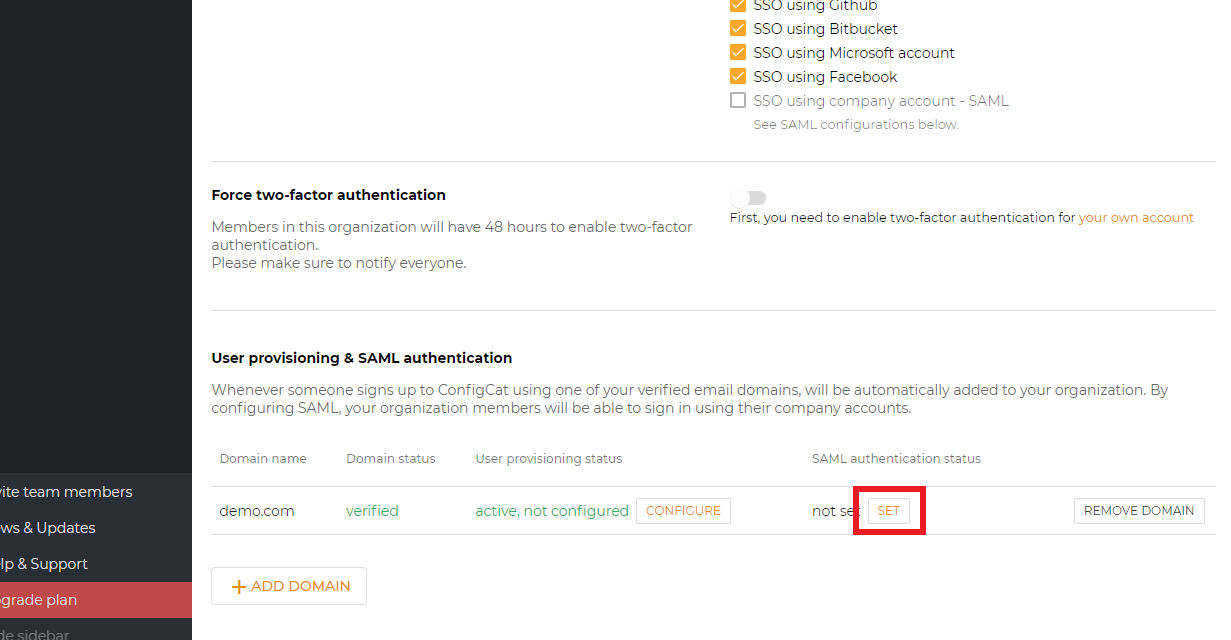 SSO using Github
SSO using Bitbucket
SSO using Microsoft account
SSO using Facebook
SSO using company account - SAML
See SAML configurations below.
Force two-factor authentication
Members in this organization will have 48 hours to enable two-factor
authentication.
Please make sure to notify everyone.
First, you need to enable two-factor authentication for your own account
User provisioning & SAML authentication
Whenever someone signs up to ConfigCat using one of your verified email domains, will be automatically added to your organization. By
configuring SAML, your organization members will be able to sign in using their company accounts.
Domain name Domain status User provisioning status SAML authentication status
demo.com verified active, not configured CONFIGURE not set SET REMOVE DOMAIN
+ ADD DOMAIN
vite team members
ws & Updates
lp & Support
grade plan
de sidebar